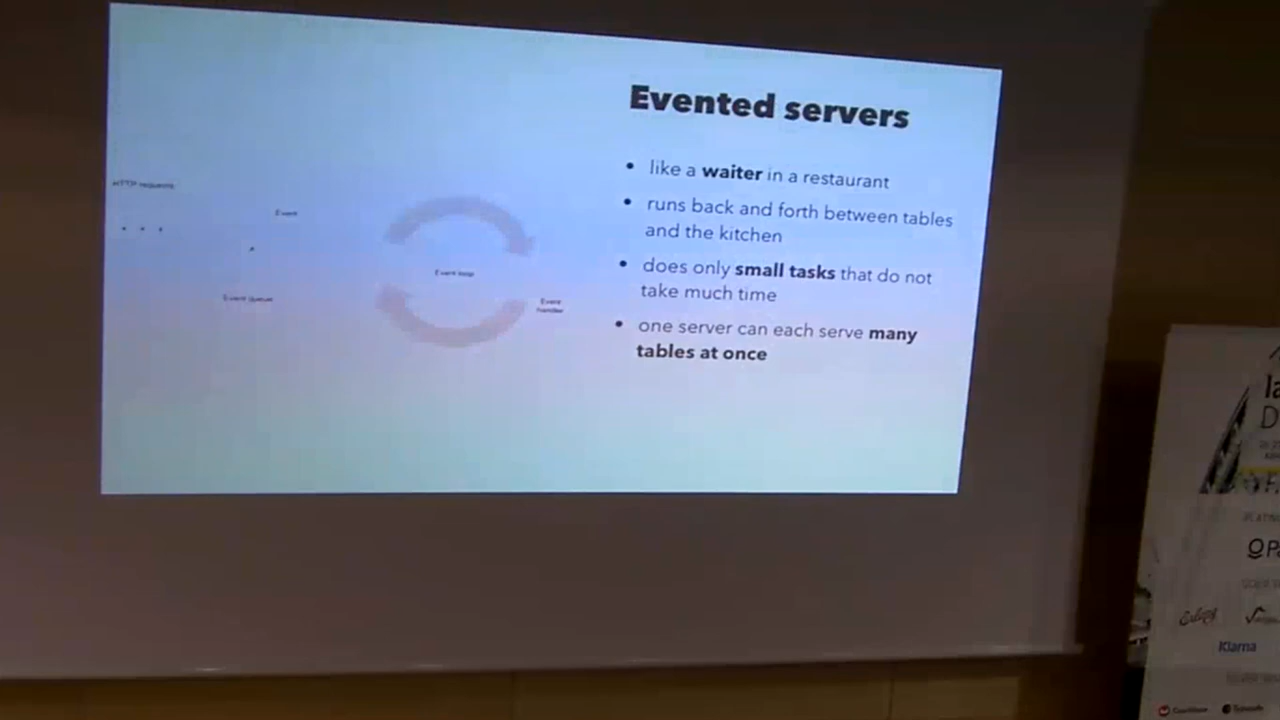 Evented servers
• like a waiter in a restaurant
• runs back and forth between tables
and the kitchen
• does only small tasks that do not
take much time
• one server can each serve many
tables at once
HTTP requests
Event
Event queue
Event loop
Event
handler
Klarna